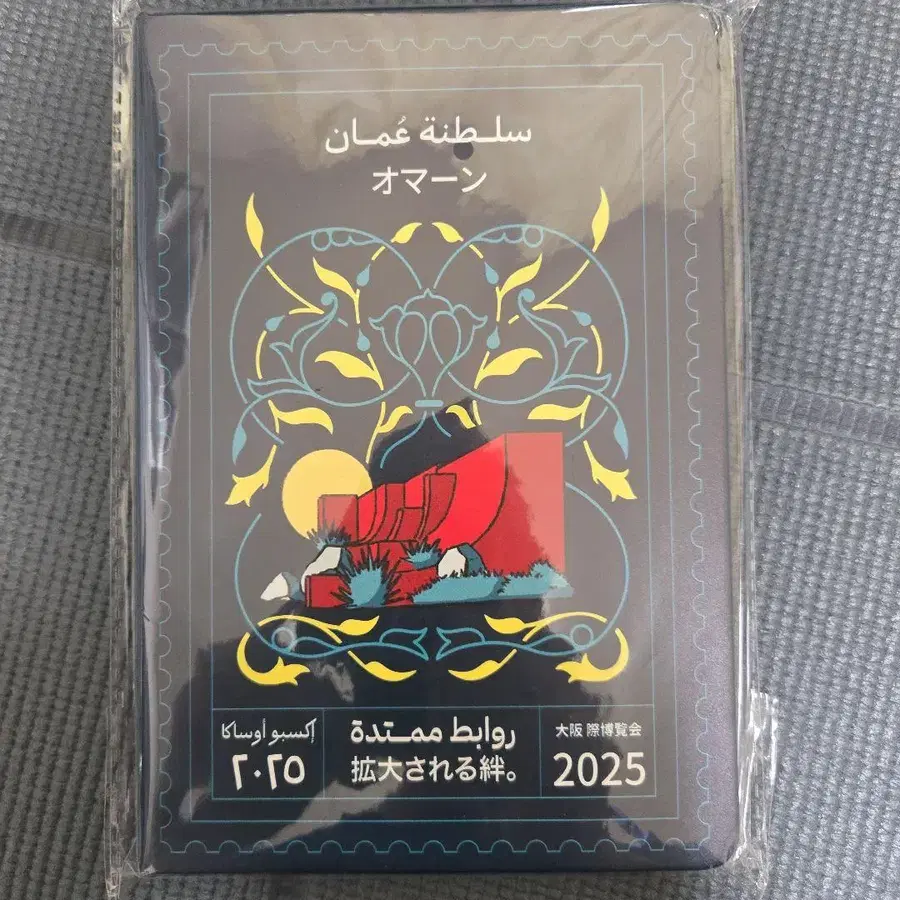 سلطنة عُمان
オマーン
إكسبو أوساكا
٢٠٢٥
روابط ممتدة
拡大される絆。
大阪 際博覧会
2025